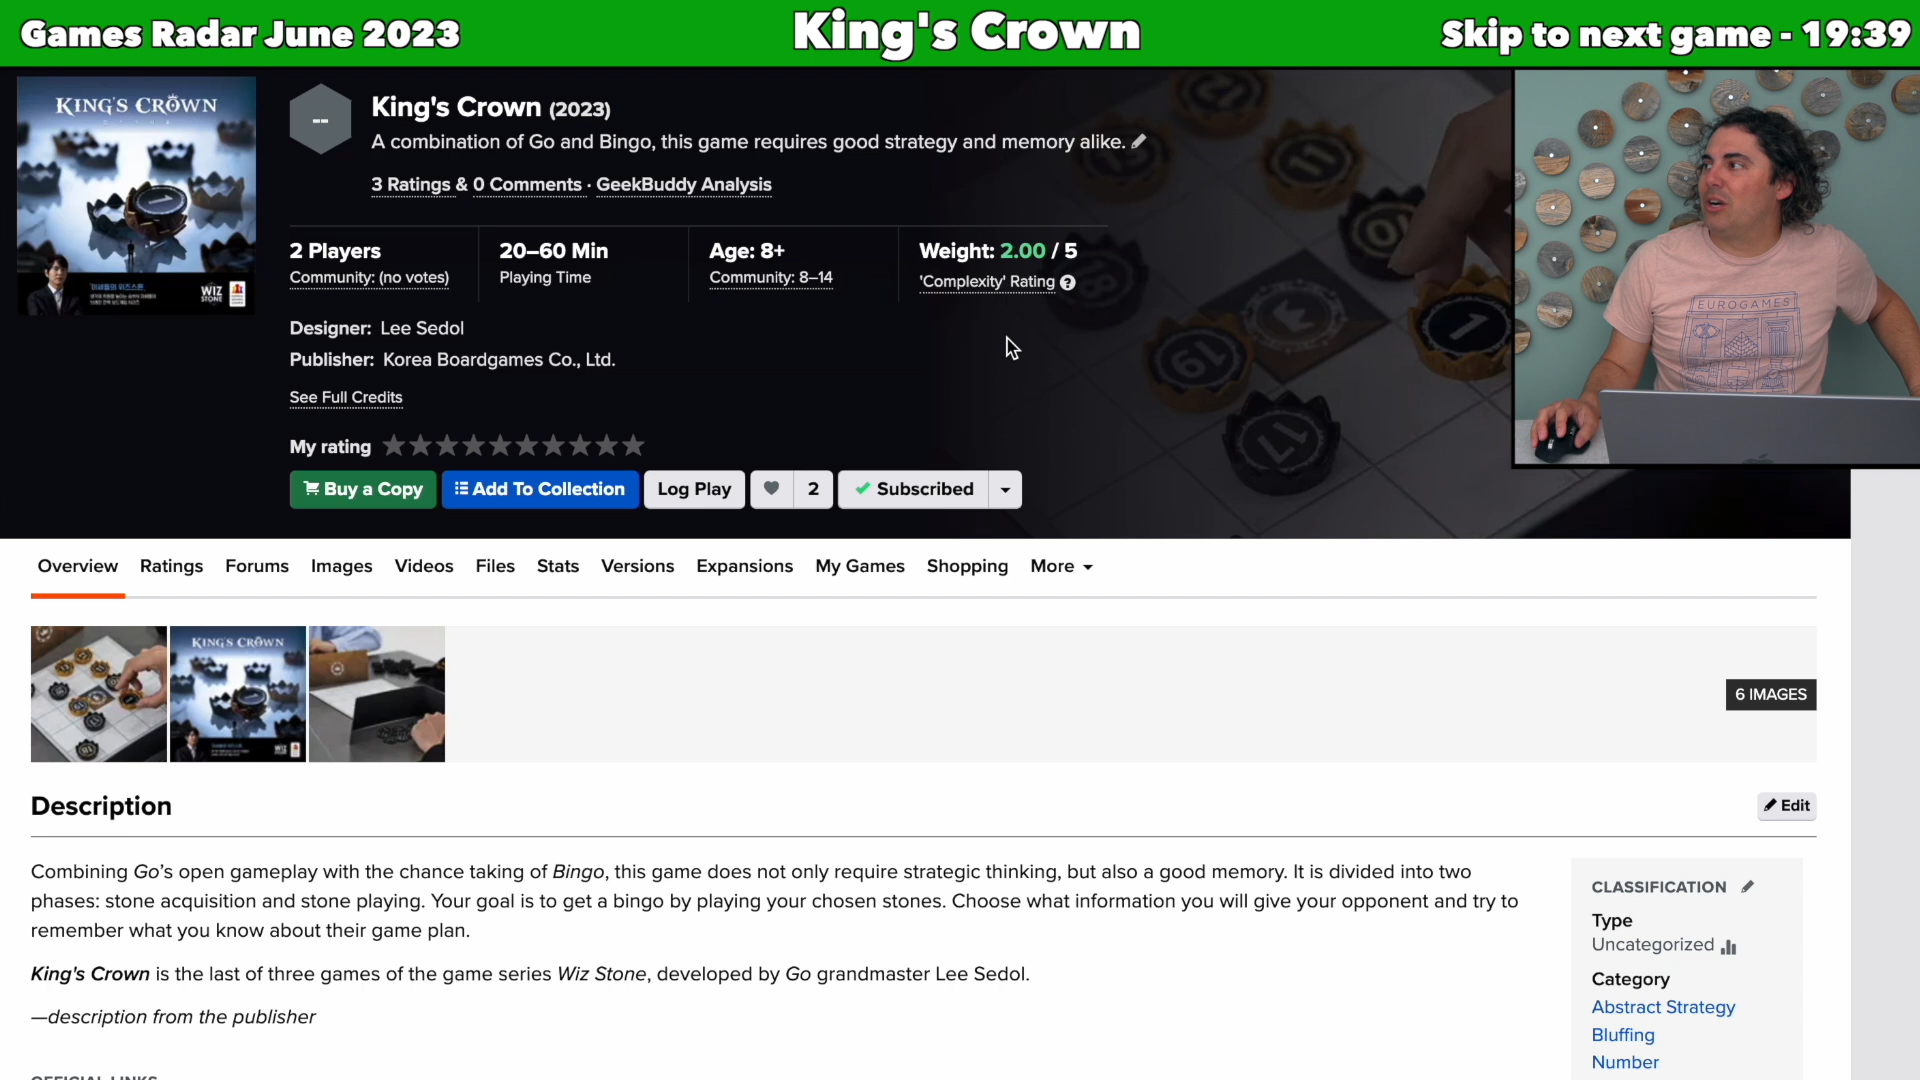 Games Radar June 2023
King's Crown
Skip to next game - 19:39
KING'S CROWN
WIZ STONE
--
King's Crown (2023)
A combination of Go and Bingo, this game requires good strategy and memory alike.
3 Ratings & 0 Comments · GeekBuddy Analysis
2 Players
Community: (no votes)
20–60 Min
Playing Time
Age: 8+
Community: 8–14
Weight: 2.00 / 5
'Complexity' Rating ?
Designer: Lee Sedol
Publisher: Korea Boardgames Co., Ltd.
See Full Credits
My rating
Buy a Copy
Add To Collection
Log Play
2
Subscribed
11
10
1
19
17
EUROGAMES
Overview
Ratings
Forums
Images
Videos
Files
Stats
Versions
Expansions
My Games
Shopping
More
KING'S CROWN
6 IMAGES
Description
Edit
Combining Go's open gameplay with the chance taking of Bingo, this game does not only require strategic thinking, but also a good memory. It is divided into two
phases: stone acquisition and stone playing. Your goal is to get a bingo by playing your chosen stones. Choose what information you will give your opponent and try to
remember what you know about their game plan.
King's Crown is the last of three games of the game series Wiz Stone, developed by Go grandmaster Lee Sedol.
—description from the publisher
OFFICIAL LINKS
CLASSIFICATION
Type
Uncategorized
Category
Abstract Strategy
Bluffing
Number